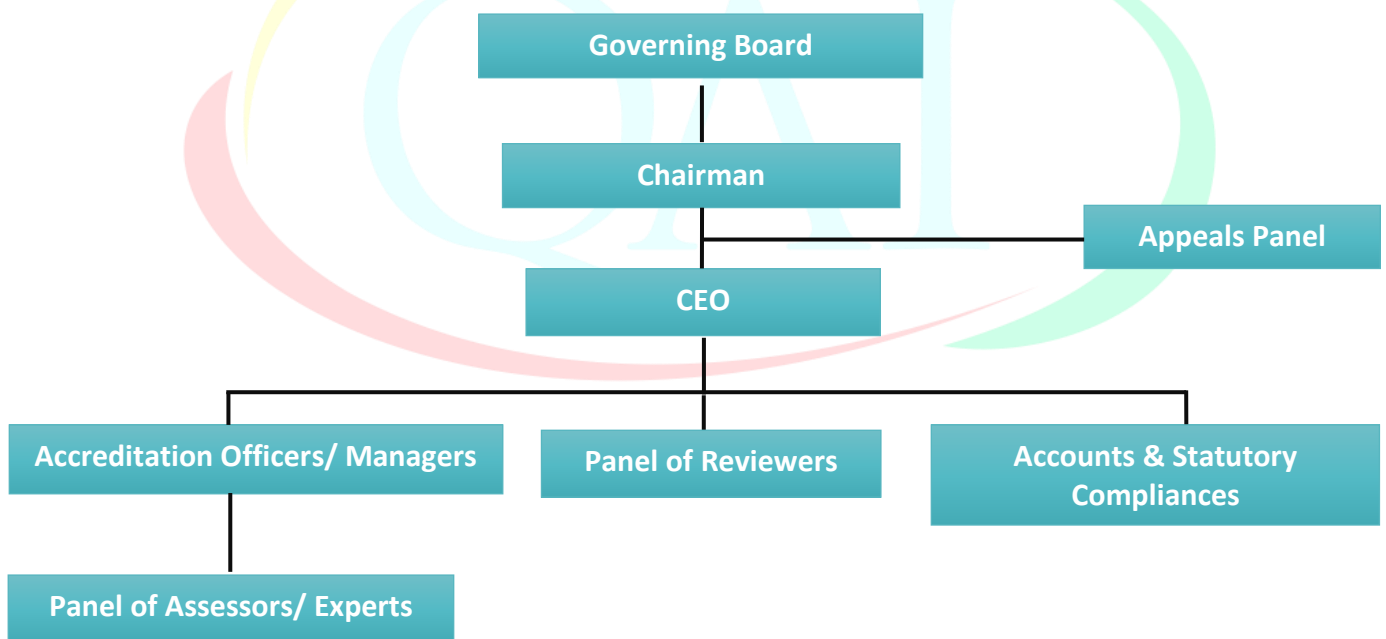 QAI
Governing Board
Chairman
Appeals Panel
CEO
Accreditation Officers/ Managers
Panel of Reviewers
Accounts & Statutory
Compliances
Panel of Assessors/ Experts